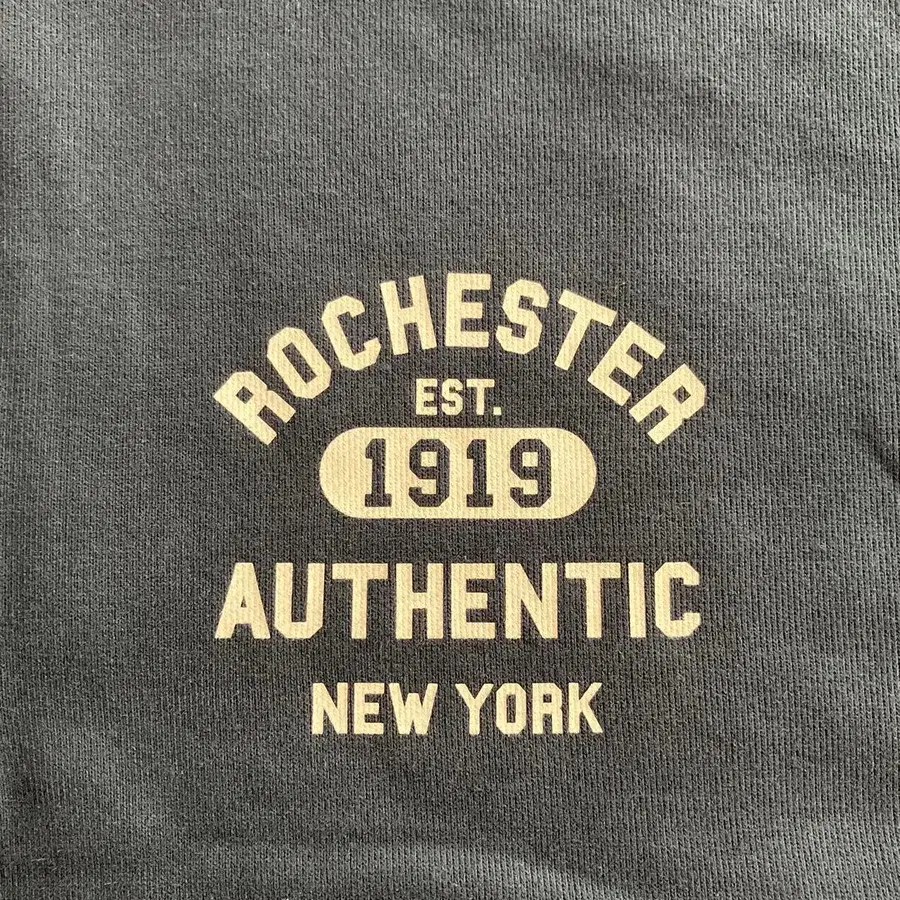 ROCHESTER
EST.
1919
AUTHENTIC
NEW YORK